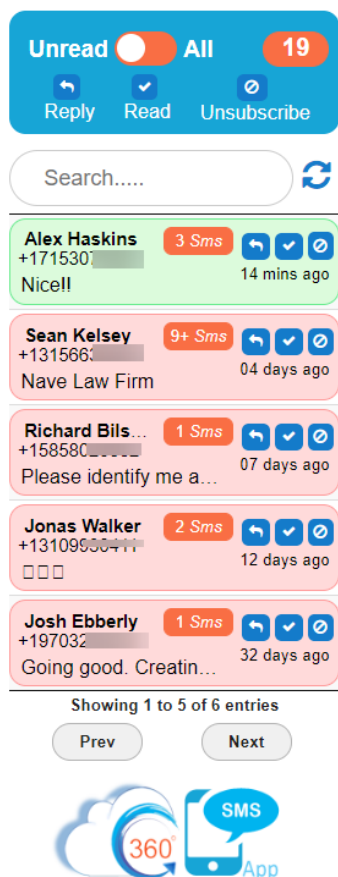 Unread All 19
Reply Read Unsubscribe
Search.....
Alex Haskins 3 Sms
+1715307
14 mins ago
Nice!!
Sean Kelsey 9+ Sms
+131566
04 days ago
Nave Law Firm
Richard Bils... 1 Sms
+15858
07 days ago
Please identify me a...
Jonas Walker 2 Sms
+13109
12 days ago
Josh Ebberly 1 Sms
+197032
32 days ago
Going good. Creatin...
Showing 1 to 5 of 6 entries
Prev Next
360°
SMS
App